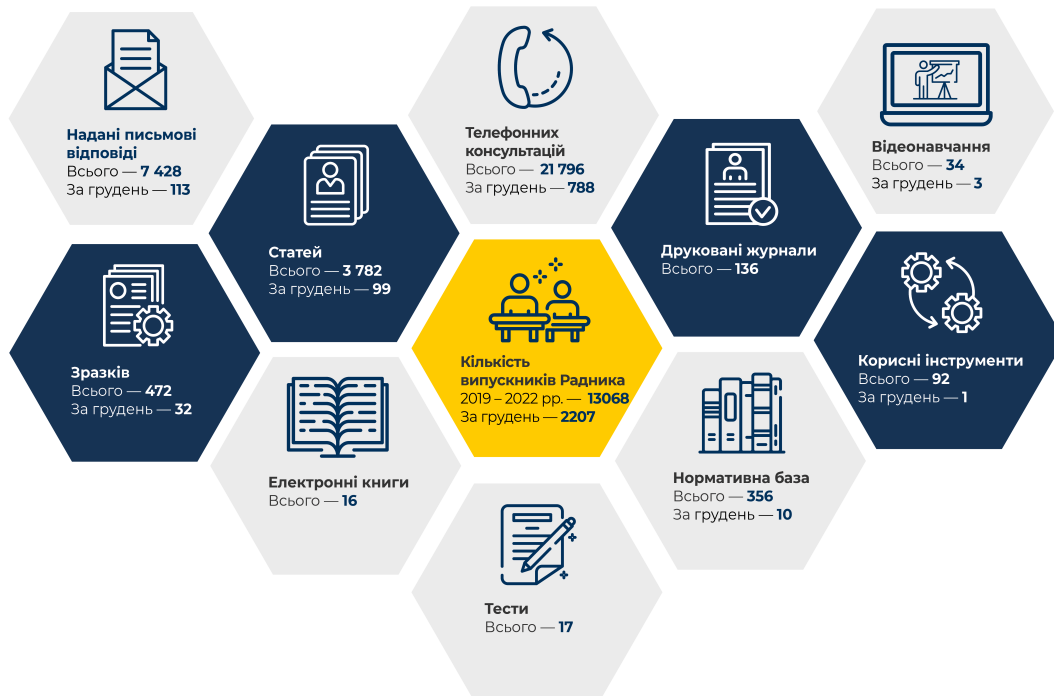 Надані письмові
відповіді
Всього — 7 428
За грудень — 113
Телефонних
консультацій
Всього — 21 796
За грудень — 788
Відеонавчання
Всього — 34
За грудень — 3
Статей
Всього — 3 782
За грудень — 99
Друковані журнали
Всього — 136
Зразків
Всього — 472
За грудень — 32
Кількість
випускників Радника
2019 – 2022 рр. — 13068
За грудень — 2207
Корисні інструменти
Всього — 92
За грудень — 1
Електронні книги
Всього — 16
Нормативна база
Всього — 356
За грудень — 10
Тести
Всього — 17